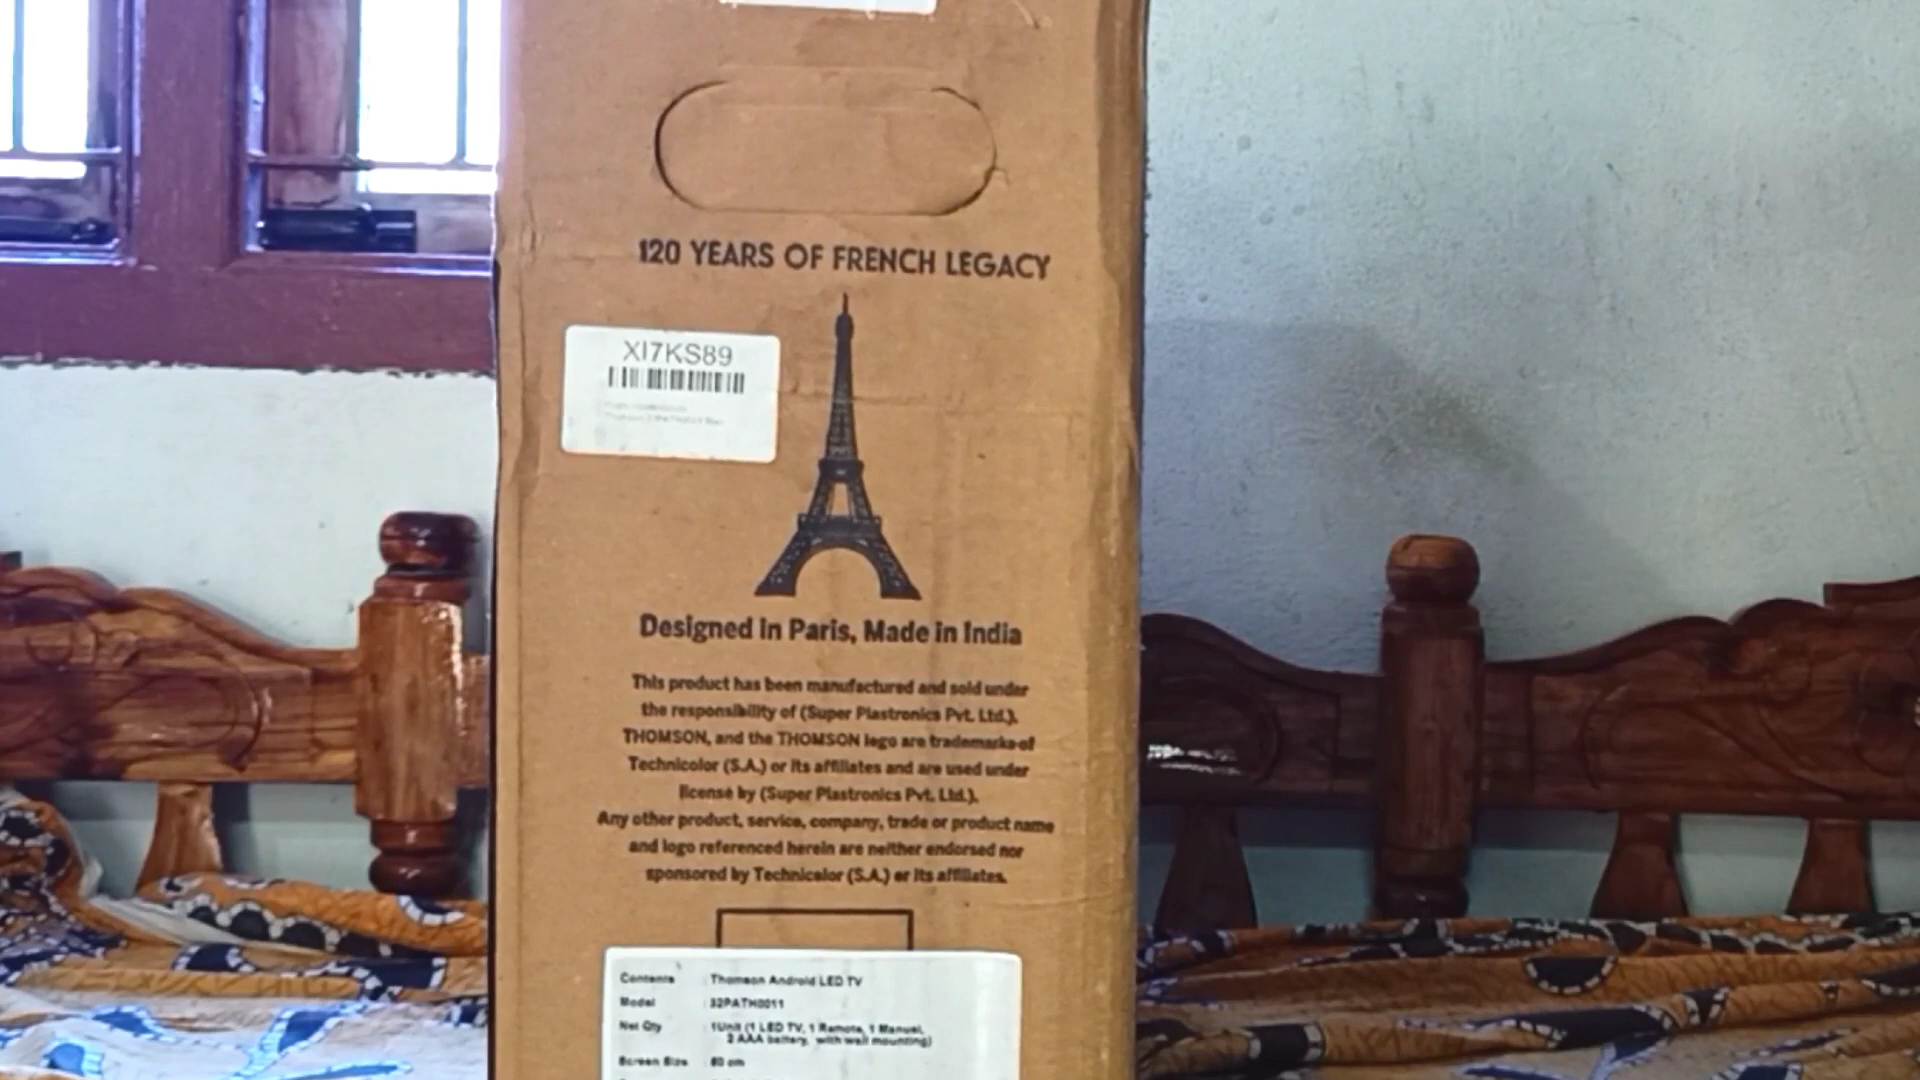 120 YEARS OF FRENCH LEGACY
XI7KS89
Designed in Paris, Made in India
This product has been manufactured and sold under
the responsibility of (Super Plastronics Pvt. Ltd.).
THOMSON, and the THOMSON logo are trademarks of
Technicolor (S.A.) or its affiliates and are used under
license by (Super Plastronics Pvt. Ltd.).
Any other product, service, company, trade or product name
and logo referenced herein are neither endorsed nor
sponsored by Technicolor (S.A.) or its affiliates.
Contents : Thomson Android LED TV
Model : 32PATH0011
Net Qty : 1Unit (1 LED TV, 1 Remote, 1 Manual,
2 AAA battery, with wall mounting)
Screen Size : 80 cm